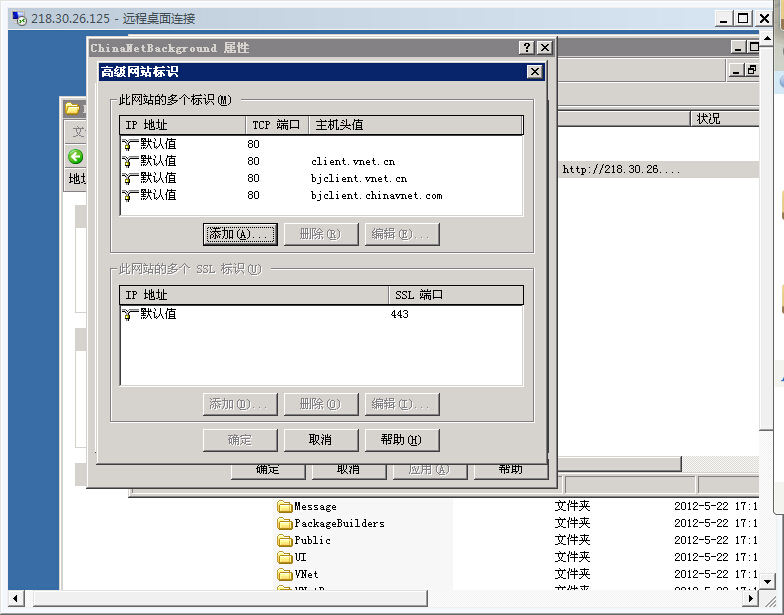 218.30.26.125 - 远程桌面连接
ChinaNetBackground 属性
高级网站标识
此网站的多个标识(M)
IP 地址 TCP 端口 主机头值
默认值 80
默认值 80 client.vnet.cn
默认值 80 bjclient.vnet.cn
默认值 80 bjclient.chinavnet.com
添加(A)... 删除(R) 编辑(E)...
此网站的多个 SSL 标识(U)
IP 地址 SSL 端口
默认值 443
添加(D)... 删除(O) 编辑(I)...
确定 取消 帮助(H)
确定 取消 应用(A) 帮助
状况
http://218.30.26....
文
地址
Message 文件夹 2012-5-22 17:1
PackageBuilders 文件夹 2012-5-22 17:1
Public 文件夹 2012-5-22 17:1
UI 文件夹 2012-5-22 17:1
VNet 文件夹 2012-5-22 17:1